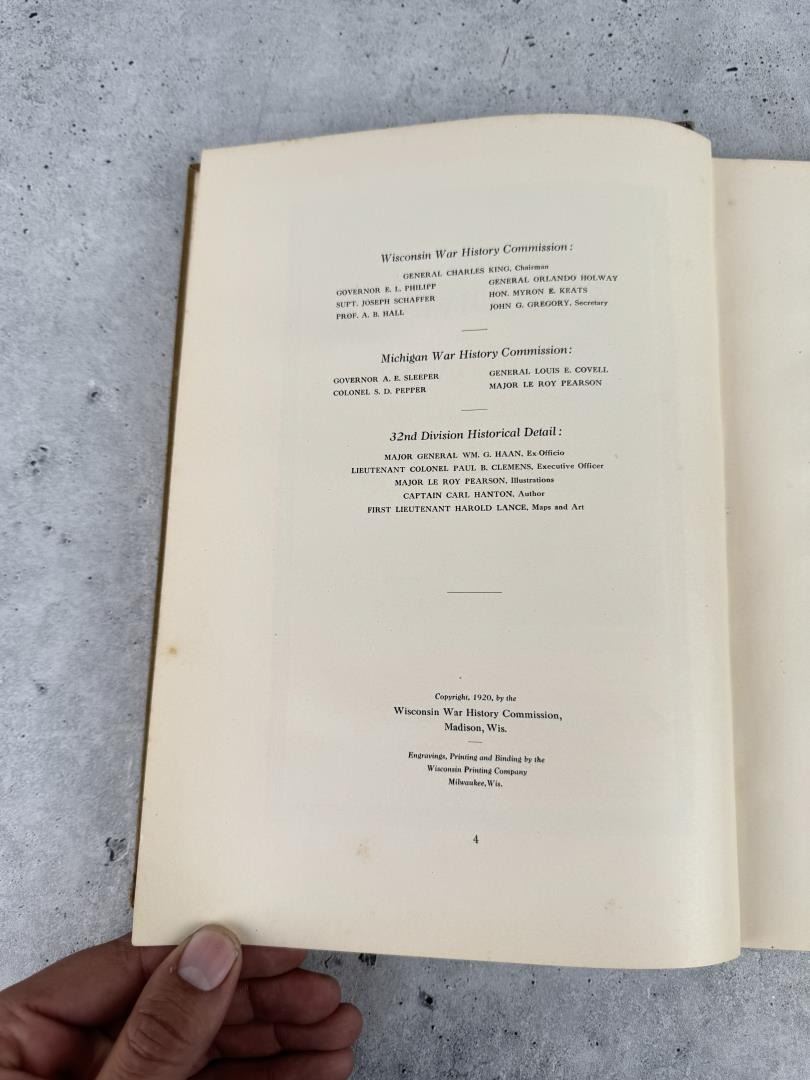 Wisconsin War History Commission:
GENERAL CHARLES KING, Chairman
GOVERNOR E. L. PHILIPP
GENERAL ORLANDO HOLWAY
SUPT. JOSEPH SCHAFFER
HON. MYRON E. KEATS
PROF. A. B. HALL
JOHN G. GREGORY, Secretary
Michigan War History Commission:
GOVERNOR A. E. SLEEPER
GENERAL LOUIS E. COVELL
COLONEL S. D. PEPPER
MAJOR LE ROY PEARSON
32nd Division Historical Detail:
MAJOR GENERAL WM. G. HAAN, Ex-Officio
LIEUTENANT COLONEL PAUL B. CLEMENS, Executive Officer
MAJOR LE ROY PEARSON, Illustrations
CAPTAIN CARL HANTON, Author
FIRST LIEUTENANT HAROLD LANCE, Maps and Art
Copyright, 1920, by the
Wisconsin War History Commission,
Madison, Wis.
Engravings, Printing and Binding by the
Wisconsin Printing Company
Milwaukee, Wis.
4